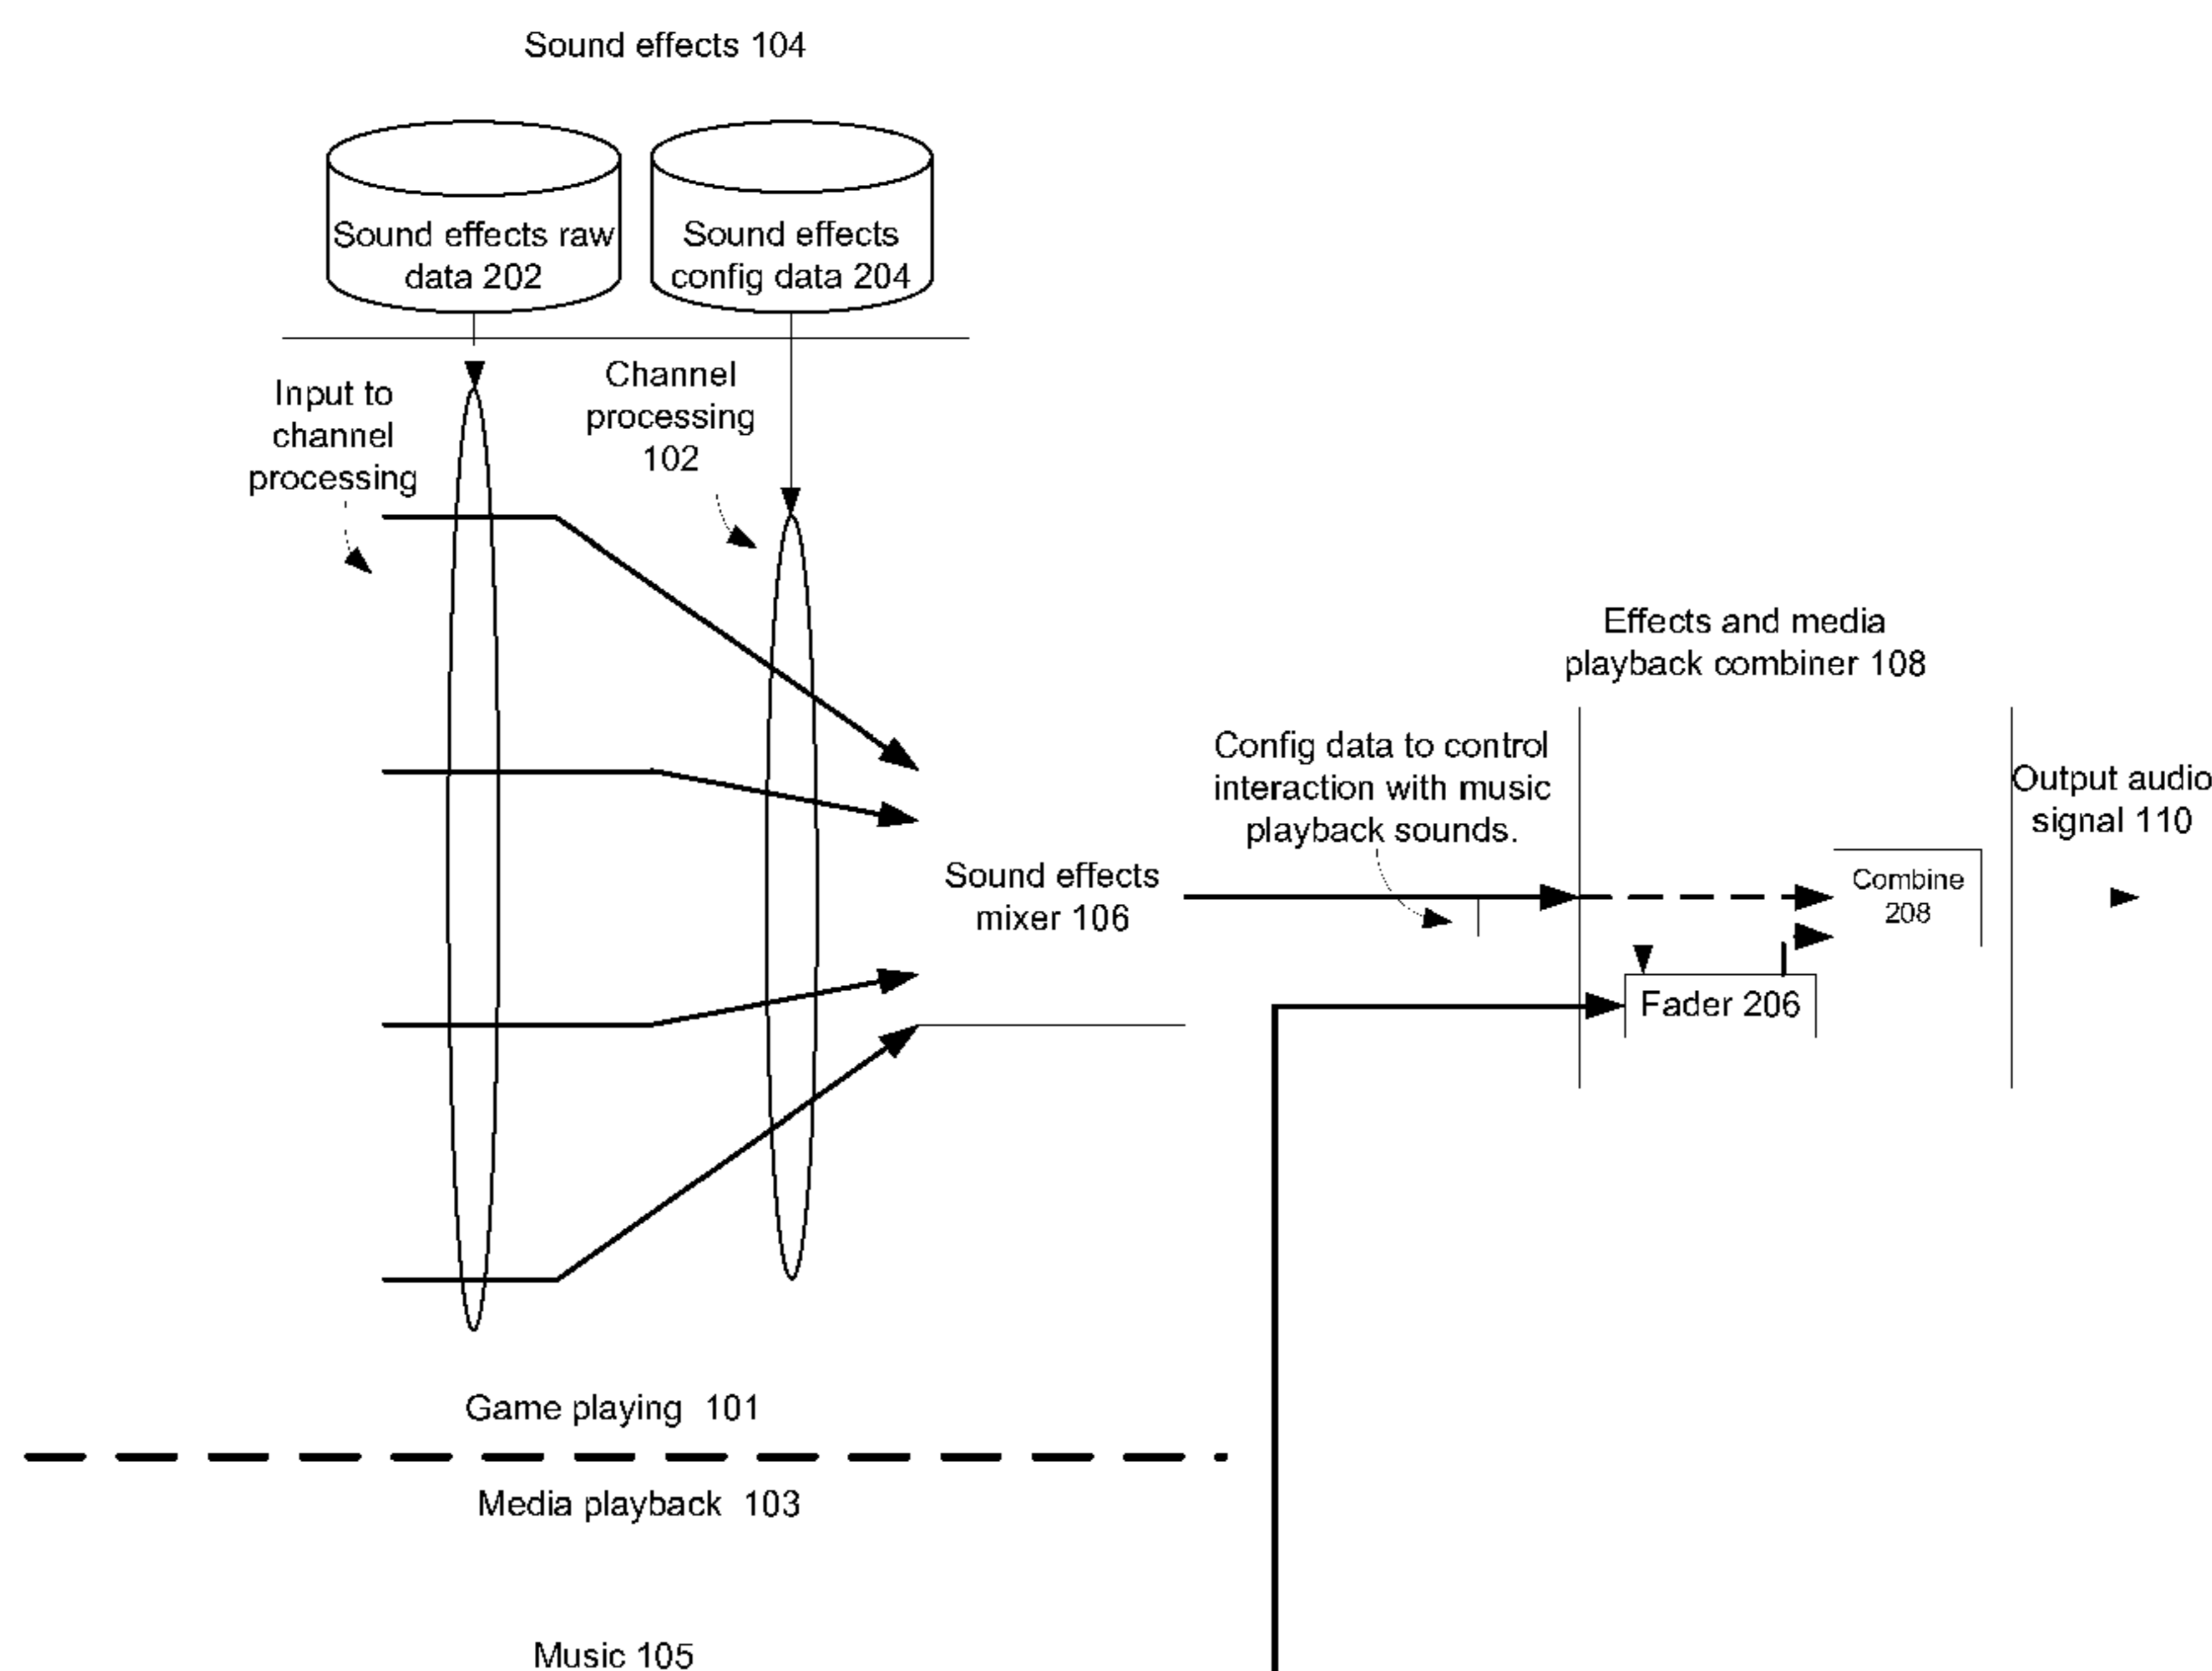 Sound effects 104
Sound effects raw
data 202
Sound effects
config data 204
Input to
channel
processing
Channel
processing
102
Effects and media
playback combiner 108
Config data to control
interaction with music
playback sounds.
Output audio
signal 110
Sound effects
mixer 106
Combine
208
Fader 206
Game playing 101
Media playback 103
Music 105